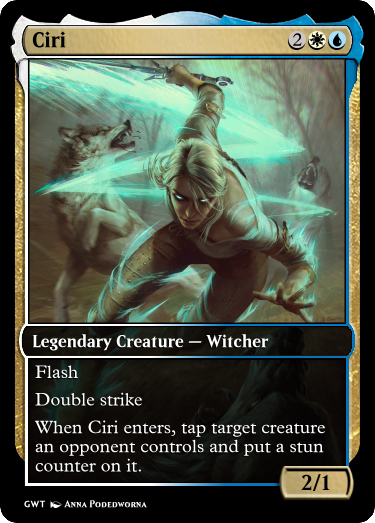 Ciri 2
Legendary Creature — Witcher
Flash
Double strike
When Ciri enters, tap target creature
an opponent controls and put a stun
counter on it.
2/1
GWT Anna Podedworna